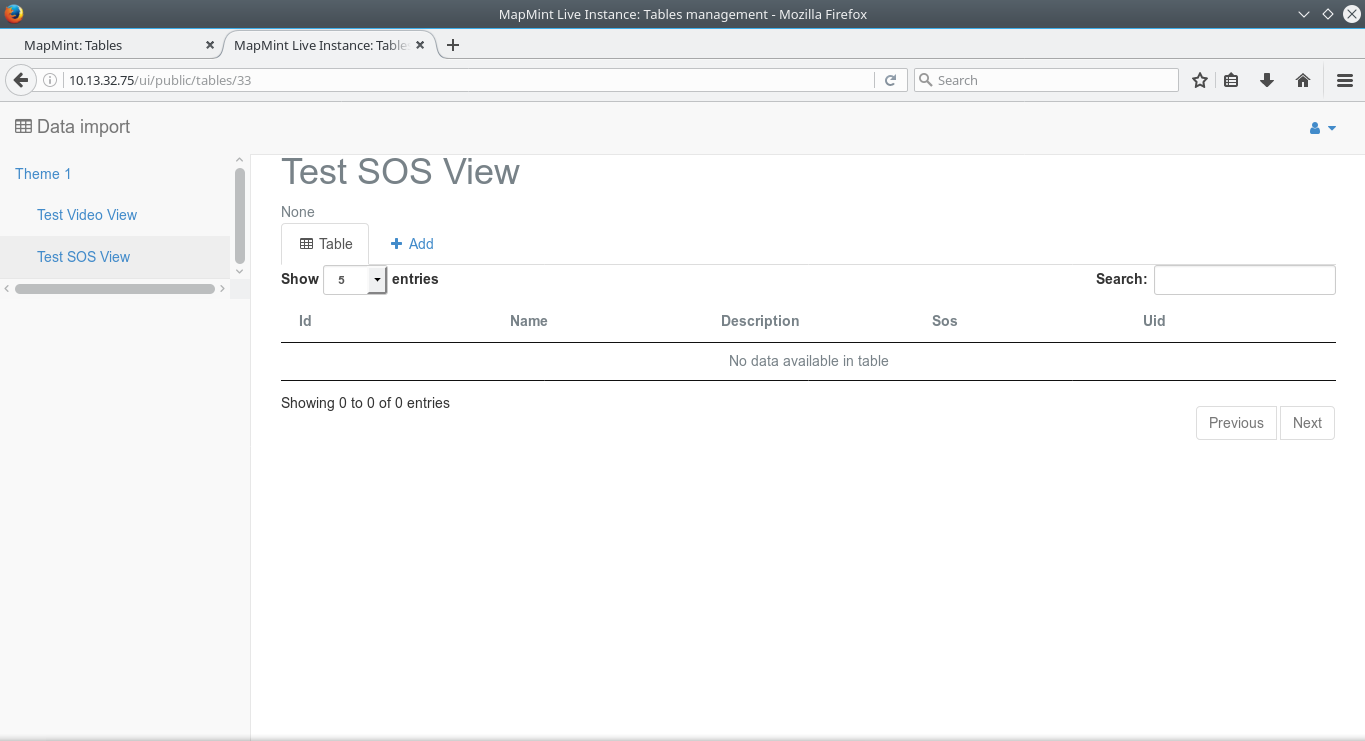 MapMint Live Instance: Tables management - Mozilla Firefox
MapMint: Tables
MapMint Live Instance: Table
10.13.32.75/ui/public/tables/33
Search
Data import
Theme 1
Test Video View
Test SOS View
Test SOS View
None
Table
Add
Show 5 entries
Search:
Id Name Description Sos Uid
No data available in table
Showing 0 to 0 of 0 entries
Previous Next